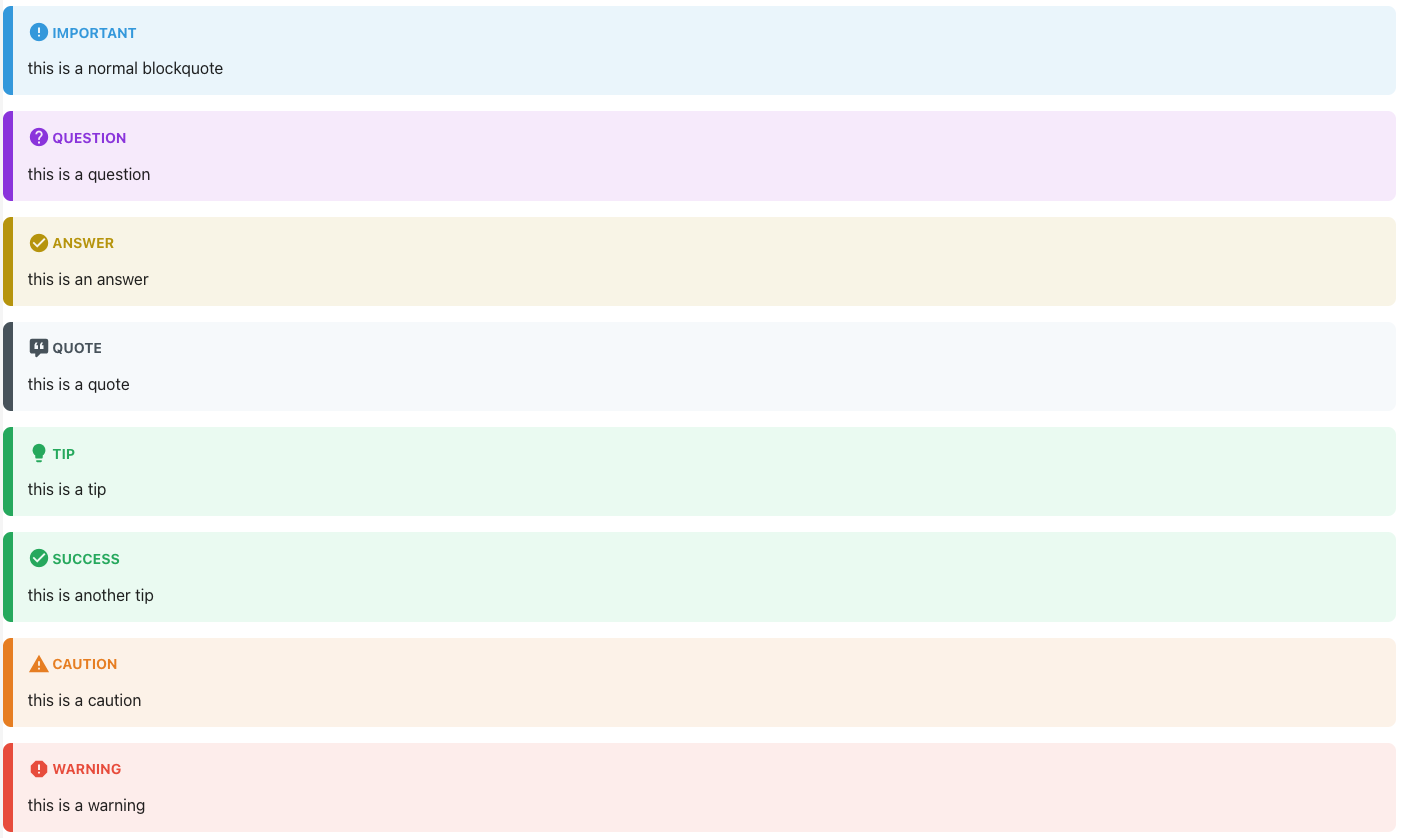 IMPORTANT
this is a normal blockquote
QUESTION
this is a question
ANSWER
this is an answer
QUOTE
this is a quote
TIP
this is a tip
SUCCESS
this is another tip
CAUTION
this is a caution
WARNING
this is a warning